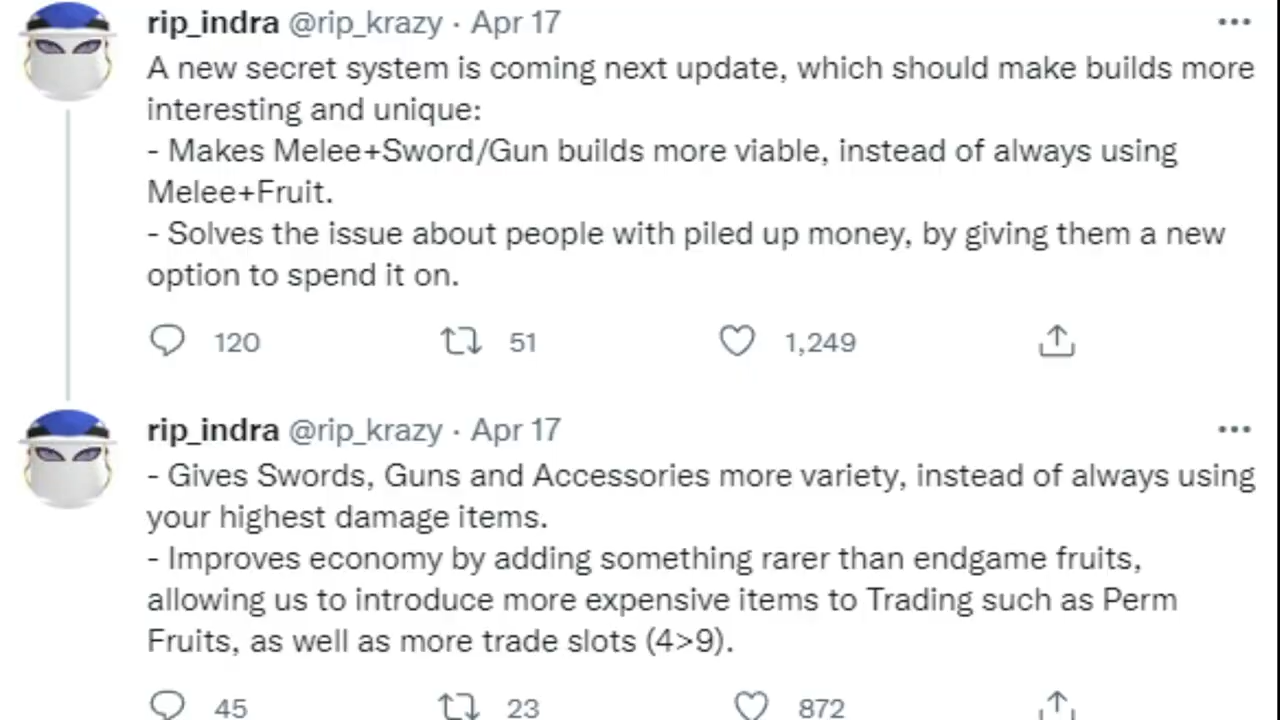 rip_indra @rip_krazy · Apr 17
A new secret system is coming next update, which should make builds more
interesting and unique:
- Makes Melee+Sword/Gun builds more viable, instead of always using
Melee+Fruit.
- Solves the issue about people with piled up money, by giving them a new
option to spend it on.
120 51 1,249
rip_indra @rip_krazy · Apr 17
- Gives Swords, Guns and Accessories more variety, instead of always using
your highest damage items.
- Improves economy by adding something rarer than endgame fruits,
allowing us to introduce more expensive items to Trading such as Perm
Fruits, as well as more trade slots (4>9).
45 23 872